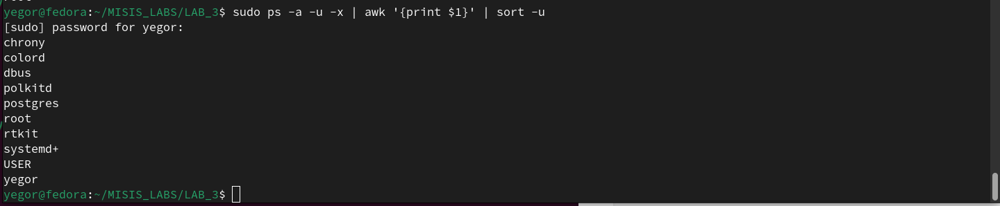 yegor@fedora:~/MISIS_LABS/LAB_3$ sudo ps -a -u -x | awk '{print $1}' | sort -u
[sudo] password for yegor:
chrony
colord
dbus
polkitd
postgres
root
rtkit
systemd+
USER
yegor
yegor@fedora:~/MISIS_LABS/LAB_3$